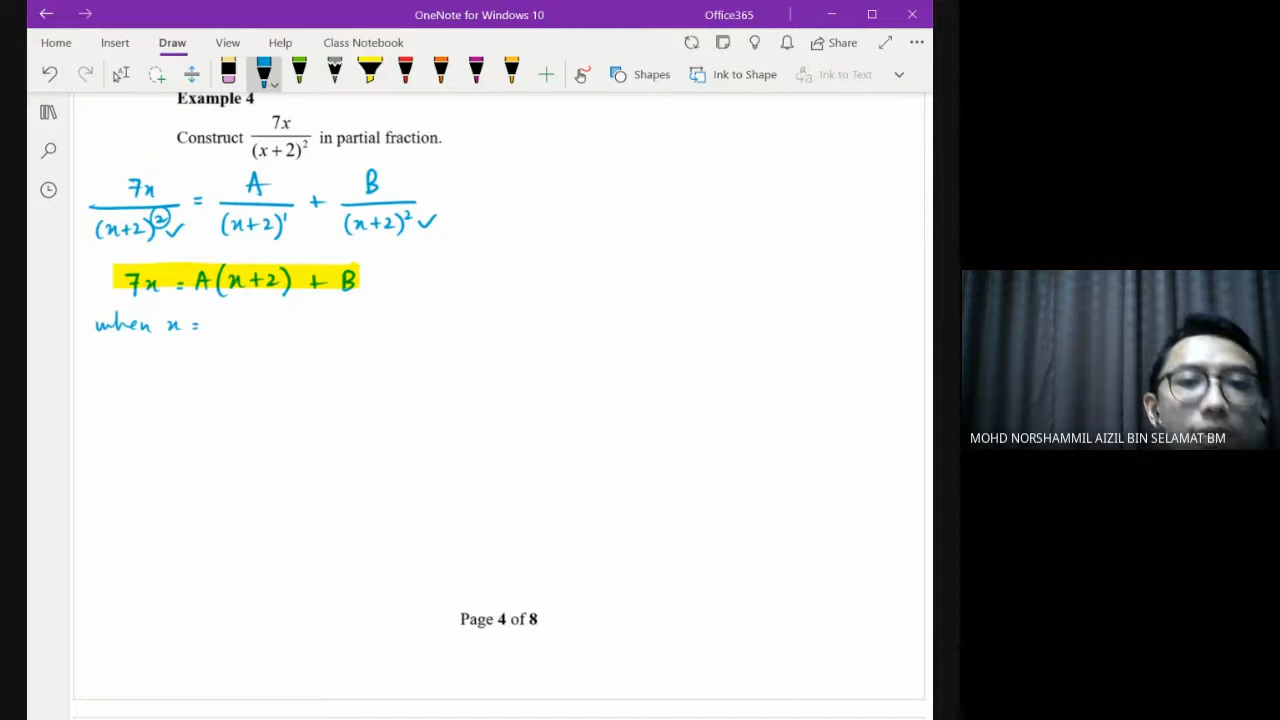 OneNote for Windows 10
Office365
Home Insert Draw View Help Class Notebook
Share
Shapes Ink to Shape Ink to Text
Example 4
Construct 7x / (x + 2)² in partial fraction.
7x / (x+2)² ✓ = A / (x+2)¹ + B / (x+2)² ✓
7x = A(x+2) + B
when x =
MOHD NORSHAMMIL AIZIL BIN SELAMAT BM
Page 4 of 8